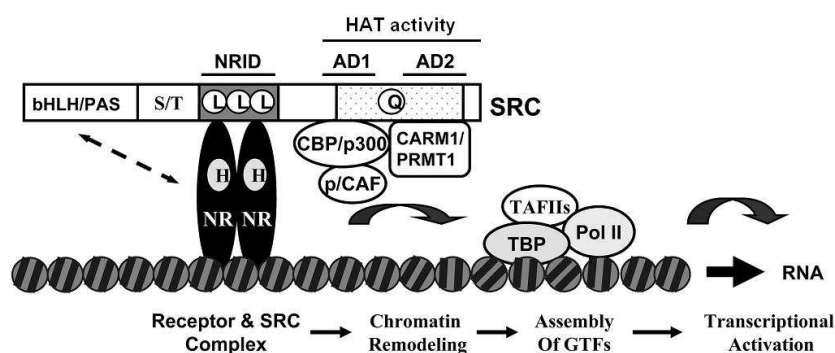 HAT activity
NRID AD1 AD2
bHLH/PAS S/T L L L Q SRC
CBP/p300 CARM1/
PRMT1
p/CAF
H H
NR NR
TAFIIs
TBP Pol II
RNA
Receptor & SRC
Complex
Chromatin
Remodeling
Assembly
Of GTFs
Transcriptional
Activation